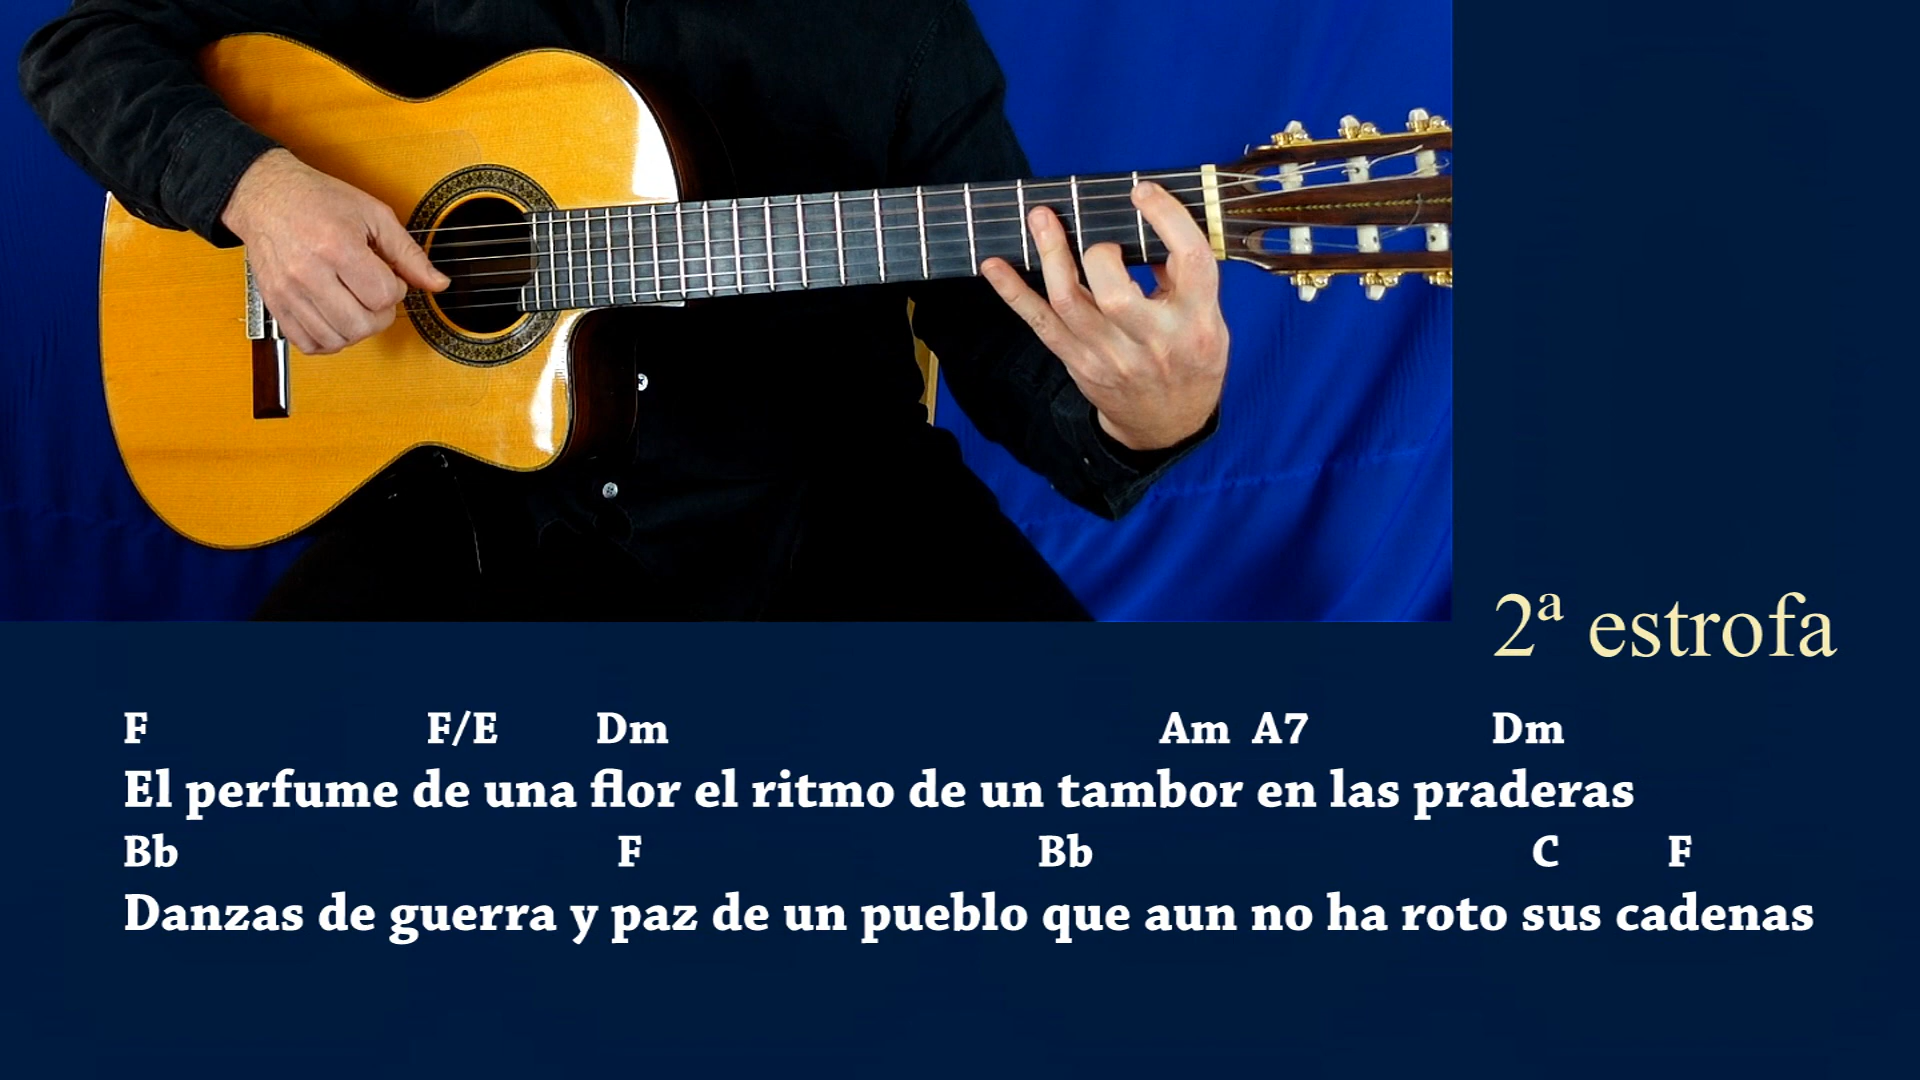 2ª estrofa
F F/E Dm Am A7 Dm
El perfume de una flor el ritmo de un tambor en las praderas
Bb F Bb C F
Danzas de guerra y paz de un pueblo que aun no ha roto sus cadenas